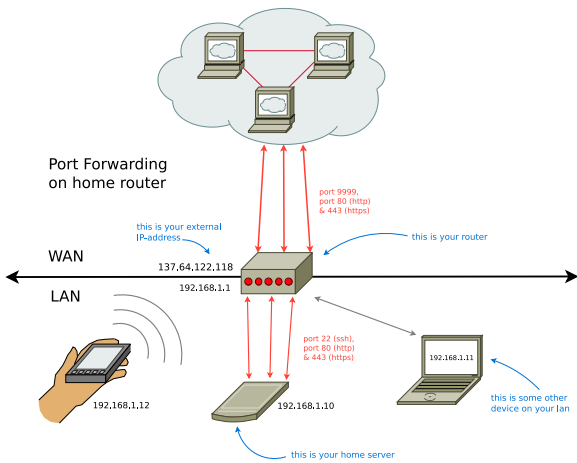 Port Forwarding
on home router
port 9999,
port 80 (http)
& 443 (https)
this is your external
IP-address
this is your router
WAN
137.64.122.118
LAN
192.168.1.1
port 22 (ssh),
port 80 (http)
& 443 (https)
192.168.1.11
192.168.1.12
192.168.1.10
this is some other
device on your lan
this is your home server